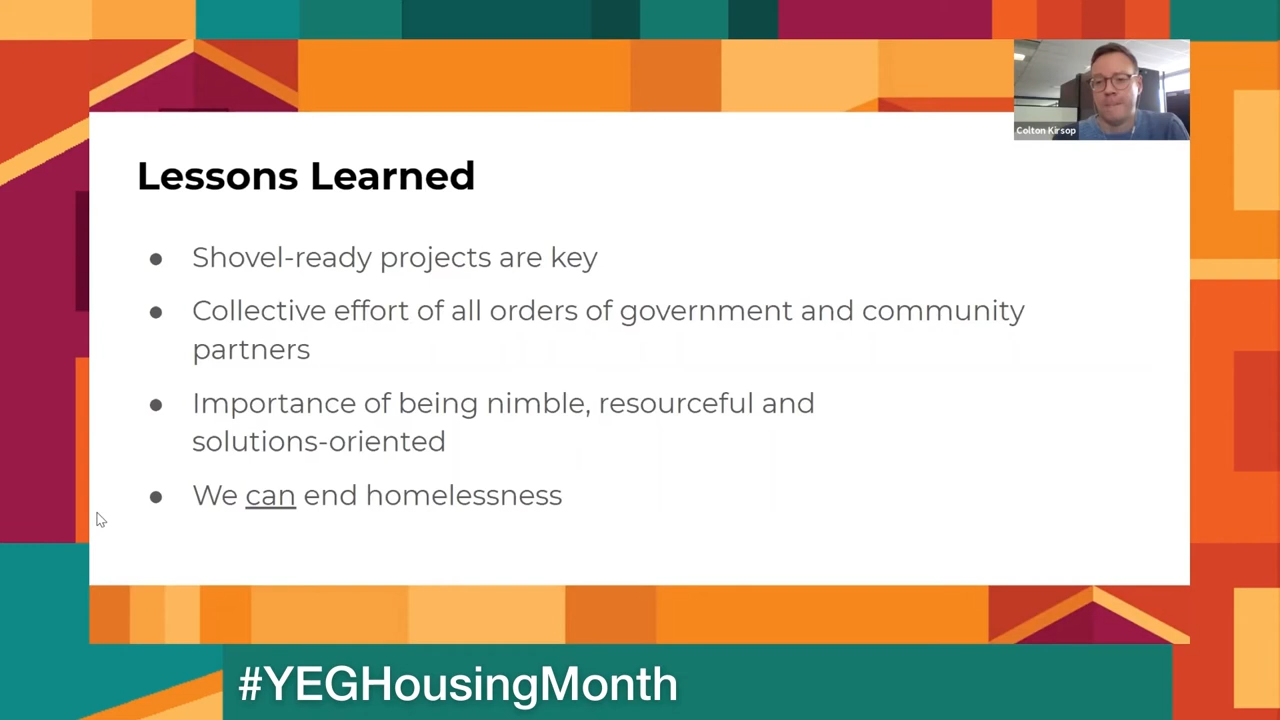 Colton Kirsop
Lessons Learned
● Shovel-ready projects are key
● Collective effort of all orders of government and community
partners
● Importance of being nimble, resourceful and
solutions-oriented
● We can end homelessness
#YEGHousingMonth